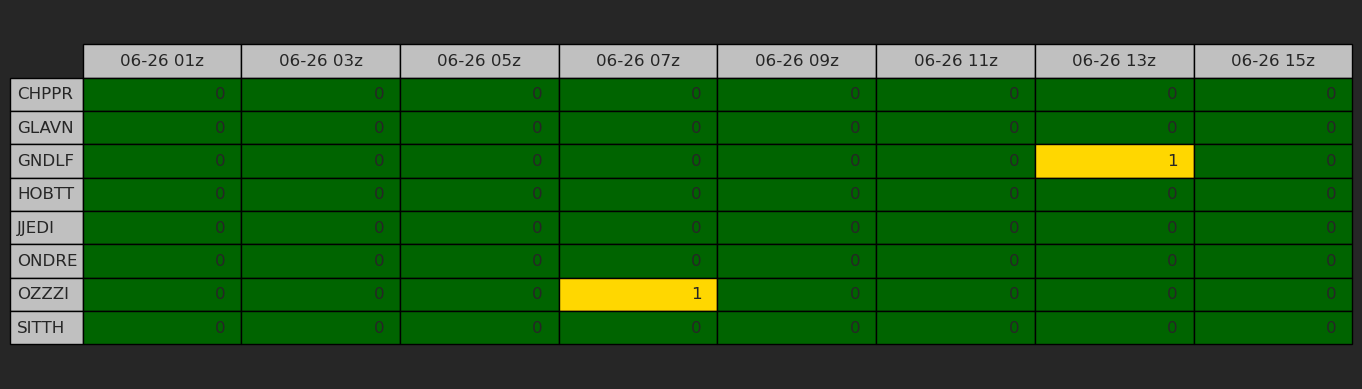 06-26 01z 06-26 03z 06-26 05z 06-26 07z 06-26 09z 06-26 11z 06-26 13z 06-26 15z
CHPPR 0 0 0 0 0 0 0 0
GLAVN 0 0 0 0 0 0 0 0
GNDLF 0 0 0 0 0 0 1 0
HOBTT 0 0 0 0 0 0 0 0
JJEDI 0 0 0 0 0 0 0 0
ONDRE 0 0 0 0 0 0 0 0
OZZZI 0 0 0 1 0 0 0 0
SITTH 0 0 0 0 0 0 0 0